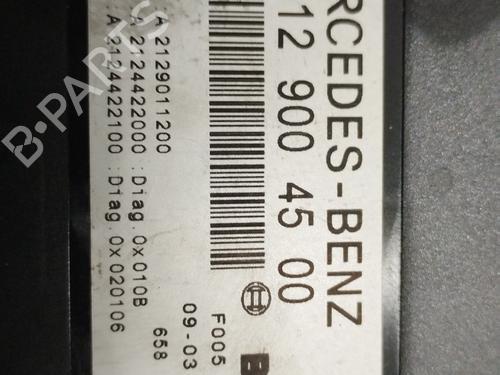 RCEDES-BENZ
12 900 45 00
A 2129011200
A 2124422000 :Diag.0x010B
A 2124422100 :Diag.0x020106
F005
09-03
658
B
B-PARTS